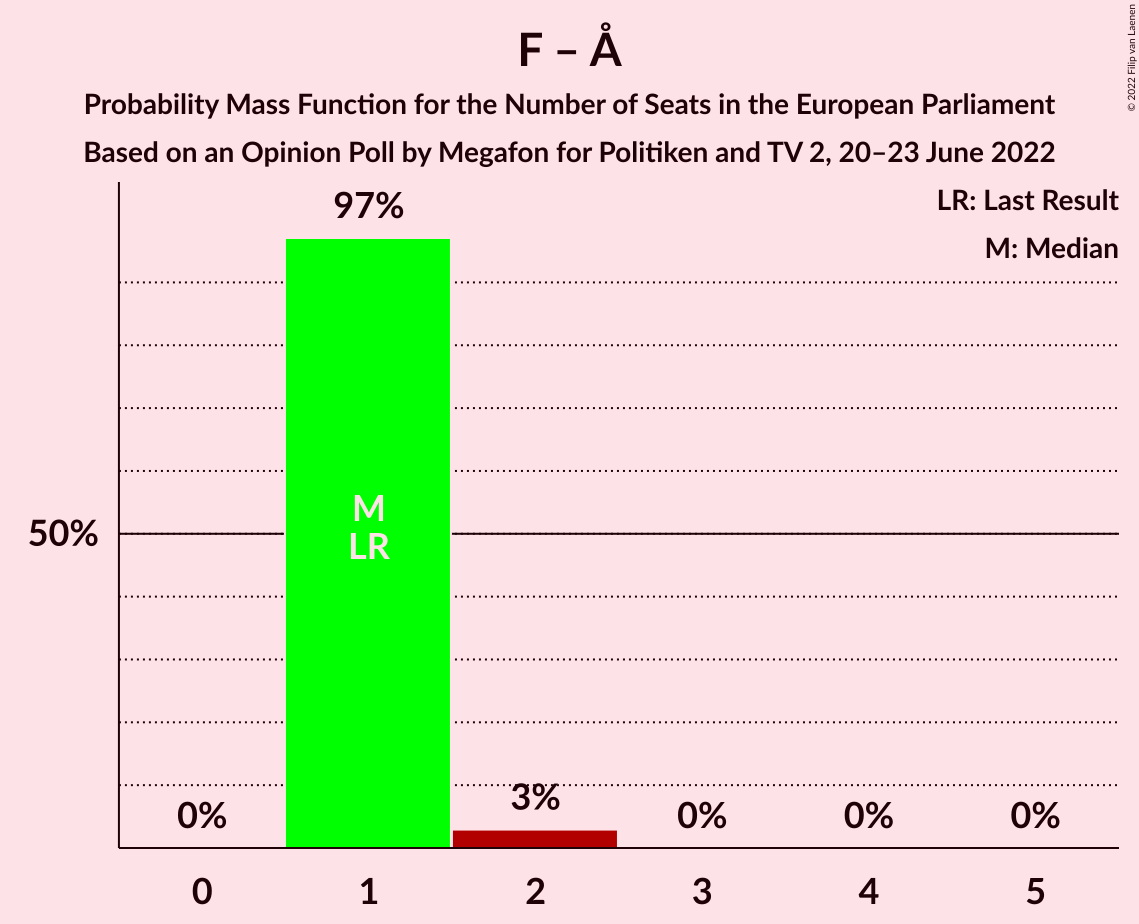 F – Å
Probability Mass Function for the Number of Seats in the European Parliament
Based on an Opinion Poll by Megafon for Politiken and TV 2, 20–23 June 2022
© 2022 Filip van Laenen
LR: Last Result
M: Median
97%
M
LR
50%
0%
3%
0%
0%
0%
0
1
2
3
4
5